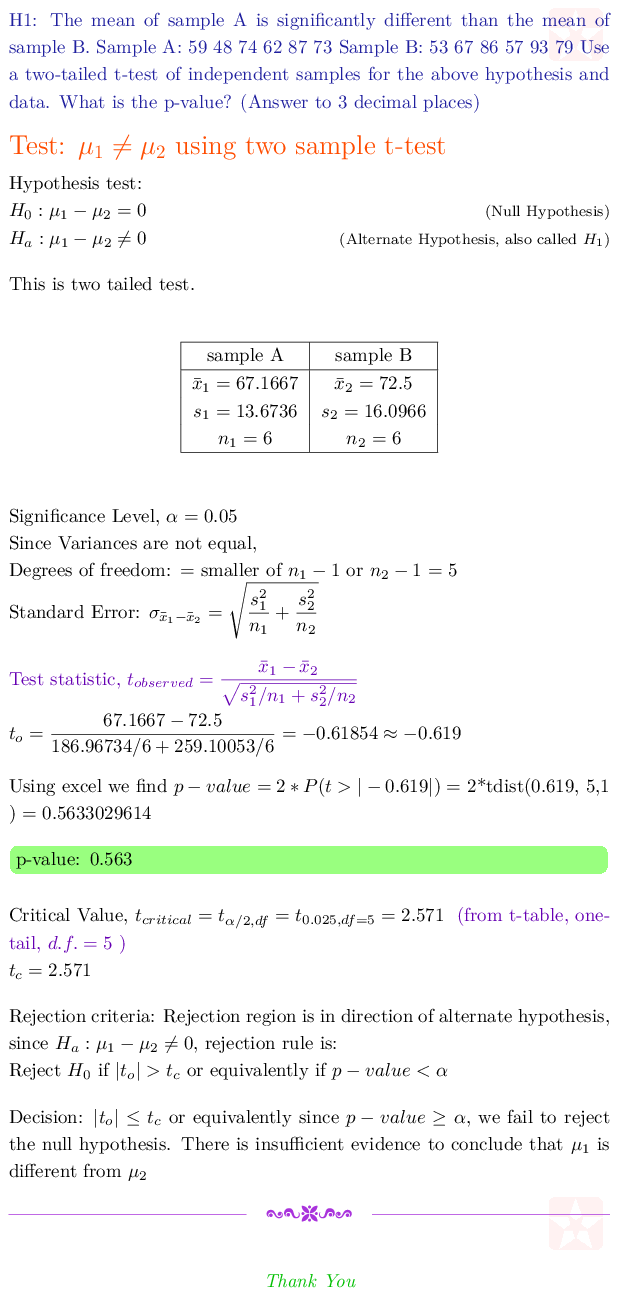 H1: The mean of sample A is significantly different than the mean of
sample B. Sample A: 59 48 74 62 87 73 Sample B: 53 67 86 57 93 79 Use
a two-tailed t-test of independent samples for the above hypothesis and
data. What is the p-value? (Answer to 3 decimal places)
Test: μ₁ ≠ μ₂ using two sample t-test
Hypothesis test:
H₀ : μ₁ − μ₂ = 0 (Null Hypothesis)
Hₐ : μ₁ − μ₂ ≠ 0 (Alternate Hypothesis, also called H₁)
This is two tailed test.
sample A sample B
x̄₁ = 67.1667 x̄₂ = 72.5
s₁ = 13.6736 s₂ = 16.0966
n₁ = 6 n₂ = 6
Significance Level, α = 0.05
Since Variances are not equal,
Degrees of freedom: = smaller of n₁ − 1 or n₂ − 1 = 5
Standard Error: σ_{x̄₁−x̄₂} = √(s₁²/n₁ + s₂²/n₂)
Test statistic, t_{observed} = (x̄₁ − x̄₂)/√(s₁²/n₁ + s₂²/n₂)
tₒ = (67.1667 − 72.5)/(186.96734/6 + 259.10053/6) = −0.61854 ≈ −0.619
Using excel we find p − value = 2 * P(t > | − 0.619|) = 2*tdist(0.619, 5,1
) = 0.5633029614
p-value: 0.563
Critical Value, t_{critical} = t_{α/2,df} = t_{0.025,df=5} = 2.571 (from t-table, one-
tail, d.f. = 5 )
t_c = 2.571
Rejection criteria: Rejection region is in direction of alternate hypothesis,
since Hₐ : μ₁ − μ₂ ≠ 0, rejection rule is:
Reject H₀ if |tₒ| > t_c or equivalently if p − value < α
Decision: |tₒ| ≤ t_c or equivalently since p − value ≥ α, we fail to reject
the null hypothesis. There is insufficient evidence to conclude that μ₁ is
different from μ₂
Thank You